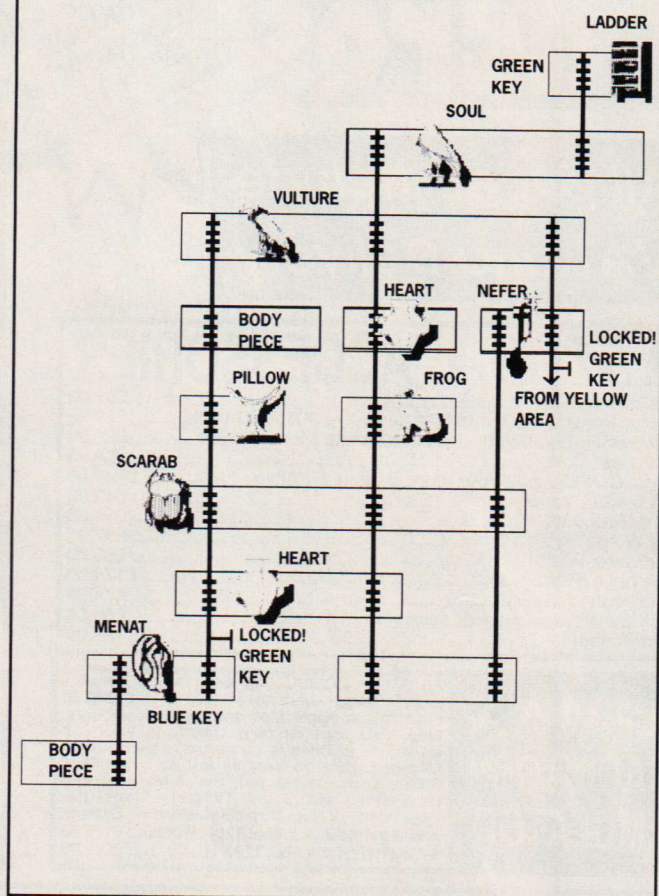 LADDER
GREEN
KEY
SOUL
VULTURE
HEART
NEFER
BODY
PIECE
LOCKED!
GREEN
KEY
PILLOW
FROG
FROM YELLOW
AREA
SCARAB
HEART
MENAT
LOCKED!
GREEN
KEY
BLUE KEY
BODY
PIECE